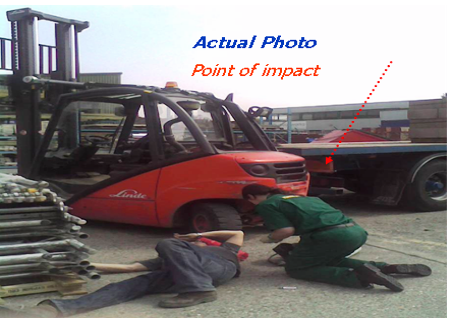 Actual Photo
Point of impact
Linde